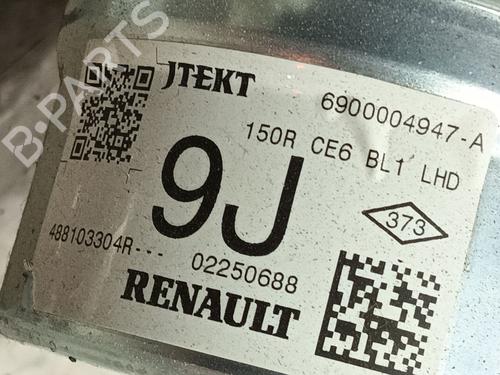 JTEKT
6900004947-A
150R CE6 BL1 LHD
9J
373
488103304R---
02250688
RENAULT
B-PARTS